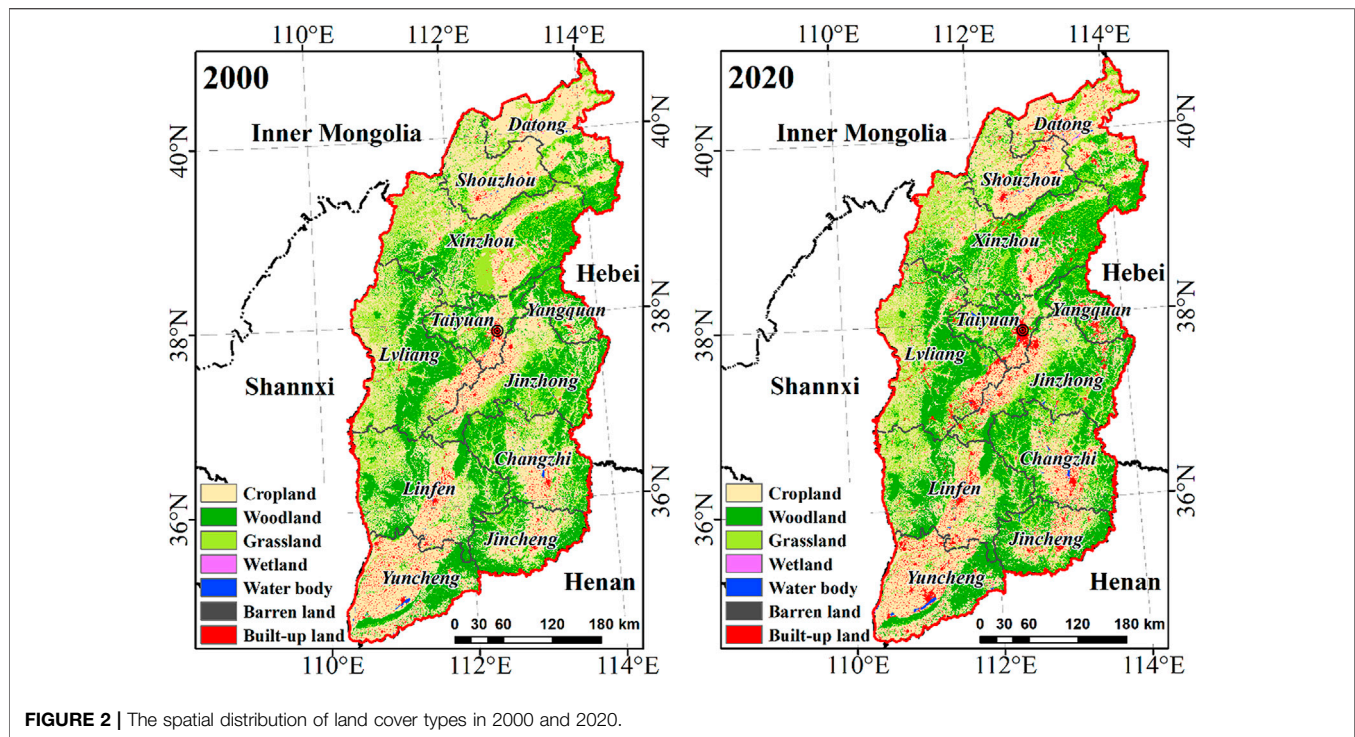 110°E 112°E 114°E
2000
Inner Mongolia
Datong
40°N
40°N
Shouzhou
Xinzhou
Hebei
Taiyuan
Yangquan
38°N
38°N
Lvliang
Shannxi
Jinzhong
Changzhi
Linfen
36°N
36°N
Jincheng
Yuncheng
Henan
Cropland
Woodland
Grassland
Wetland
Water body
Barren land
Built-up land
0 30 60 120 180 km
110°E 112°E 114°E
110°E 112°E 114°E
2020
Inner Mongolia
Datong
40°N
40°N
Shouzhou
Xinzhou
Hebei
Taiyuan
Yangquan
38°N
38°N
Lvliang
Shannxi
Jinzhong
Changzhi
Linfen
36°N
36°N
Jincheng
Yuncheng
Henan
Cropland
Woodland
Grassland
Wetland
Water body
Barren land
Built-up land
0 30 60 120 180 km
110°E 112°E 114°E
FIGURE 2 | The spatial distribution of land cover types in 2000 and 2020.